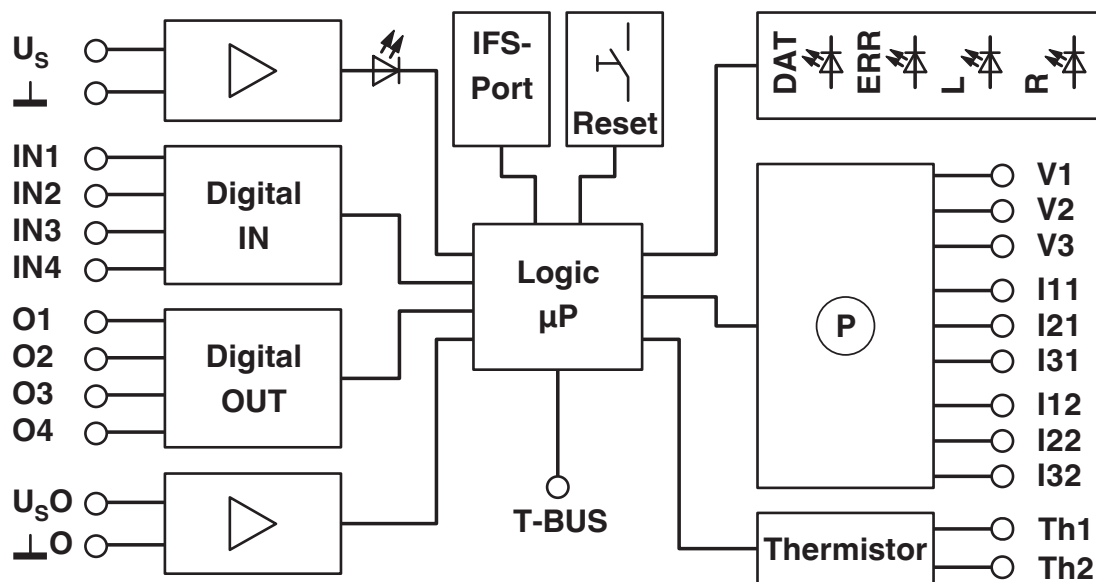 U_S
IN1
IN2
IN3
IN4
Digital
IN
O1
O2
O3
O4
Digital
OUT
U_SO
O
IFS-
Port
Reset
Logic
µP
T-BUS
DAT
ERR
L
R
P
V1
V2
V3
I11
I21
I31
I12
I22
I32
Thermistor
Th1
Th2